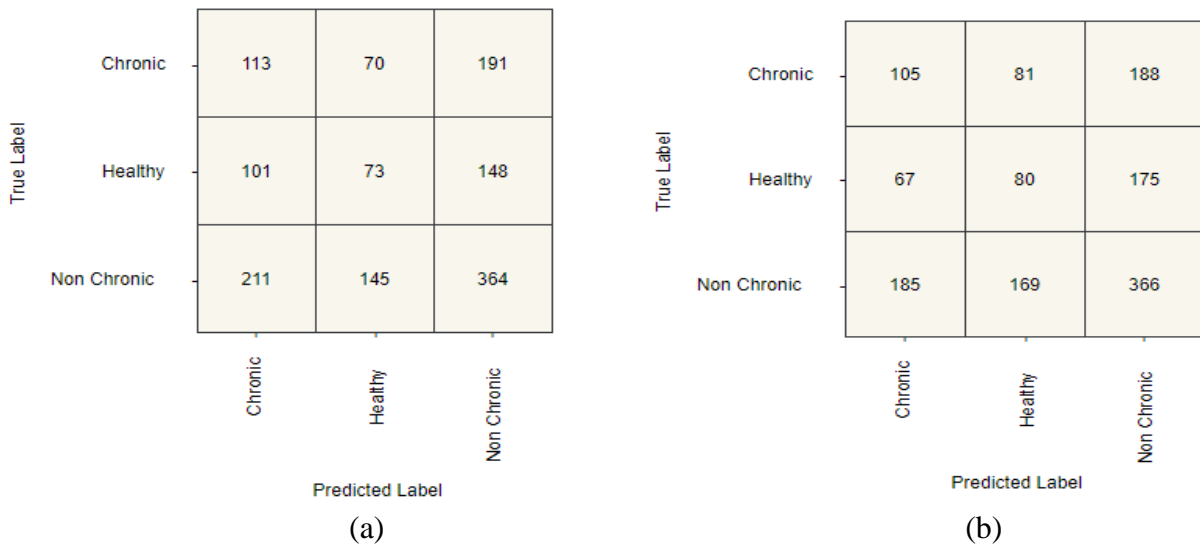 True Label
Chronic 113 70 191
Healthy 101 73 148
Non Chronic 211 145 364
Chronic Healthy Non Chronic
Predicted Label
(a)
True Label
Chronic 105 81 188
Healthy 67 80 175
Non Chronic 185 169 366
Chronic Healthy Non Chronic
Predicted Label
(b)